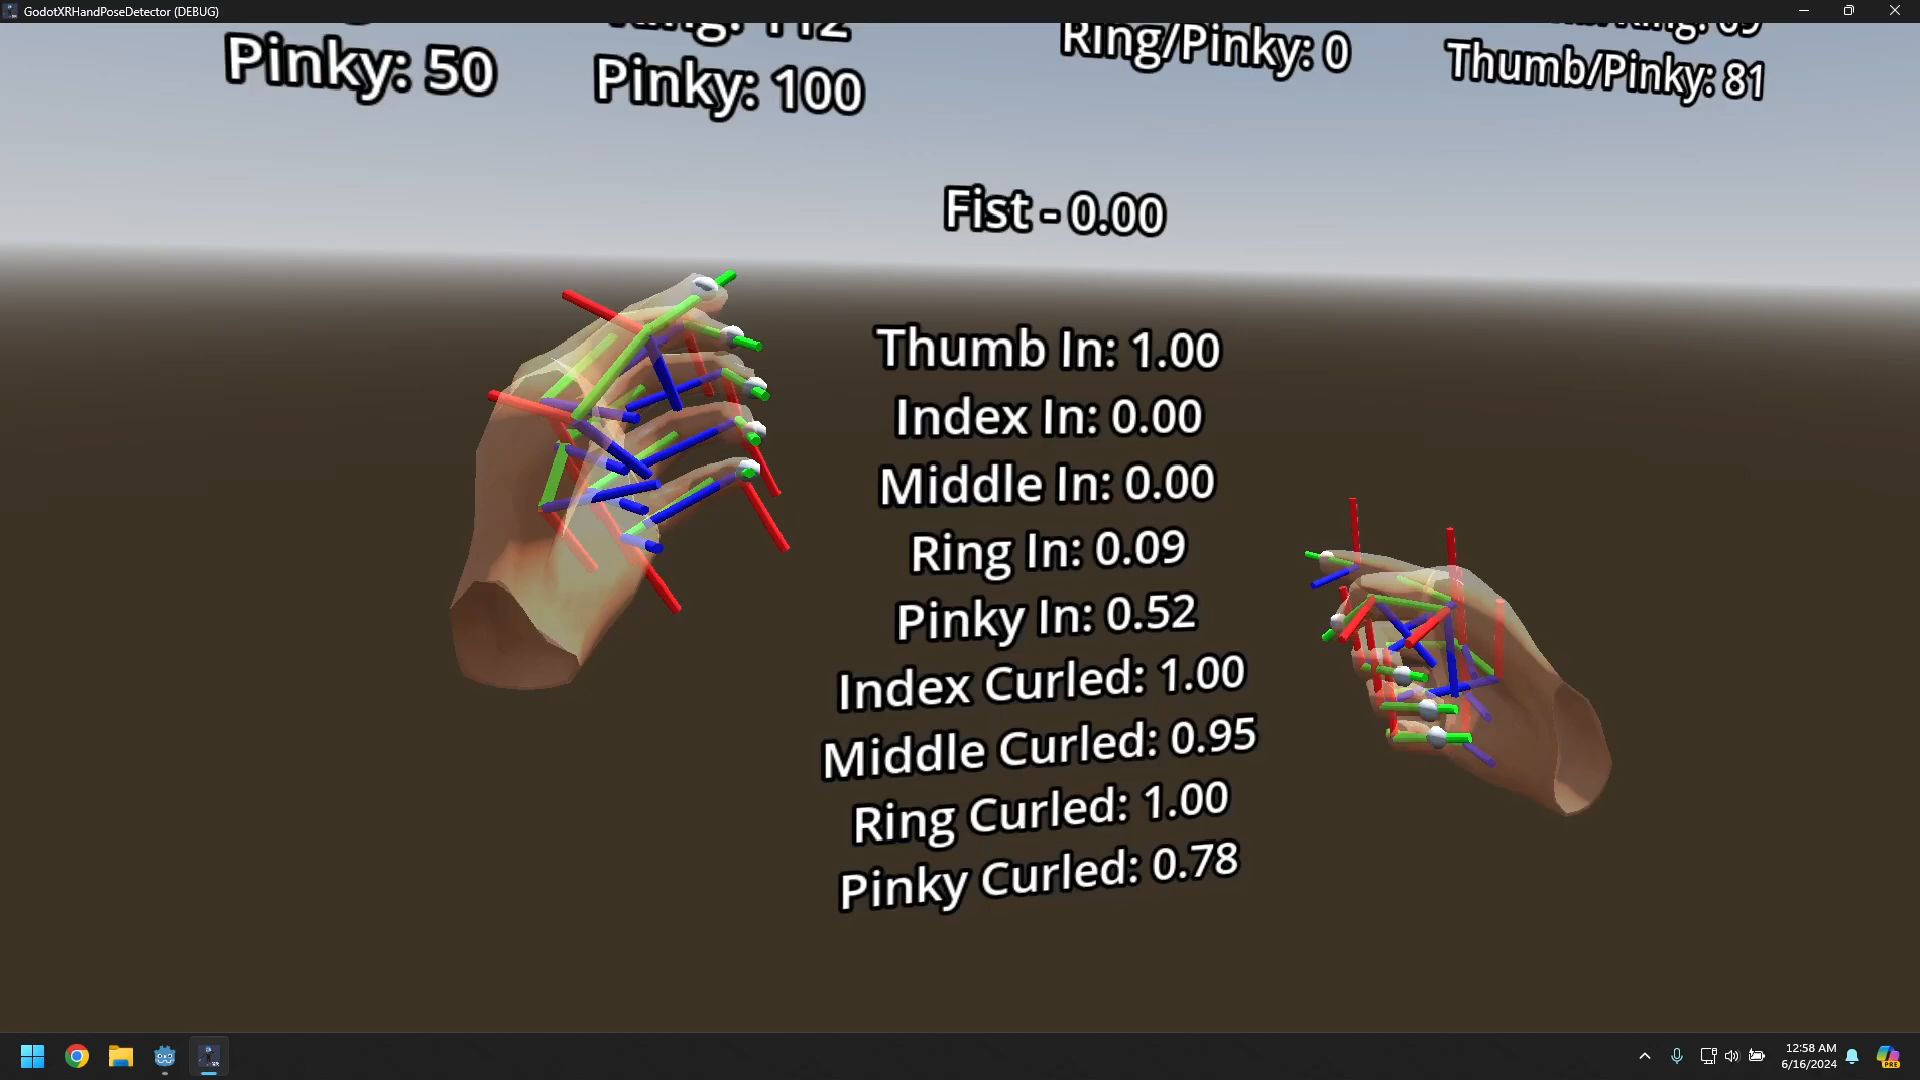 GodotXRHandPoseDetector (DEBUG)
Ring: 112
Pinky: 50
Pinky: 100
Ring/Pinky: 0
Thumb/Pinky: 81
Fist - 0.00
Thumb In: 1.00
Index In: 0.00
Middle In: 0.00
Ring In: 0.09
Pinky In: 0.52
Index Curled: 1.00
Middle Curled: 0.95
Ring Curled: 1.00
Pinky Curled: 0.78
12:58 AM
6/16/2024
PRE